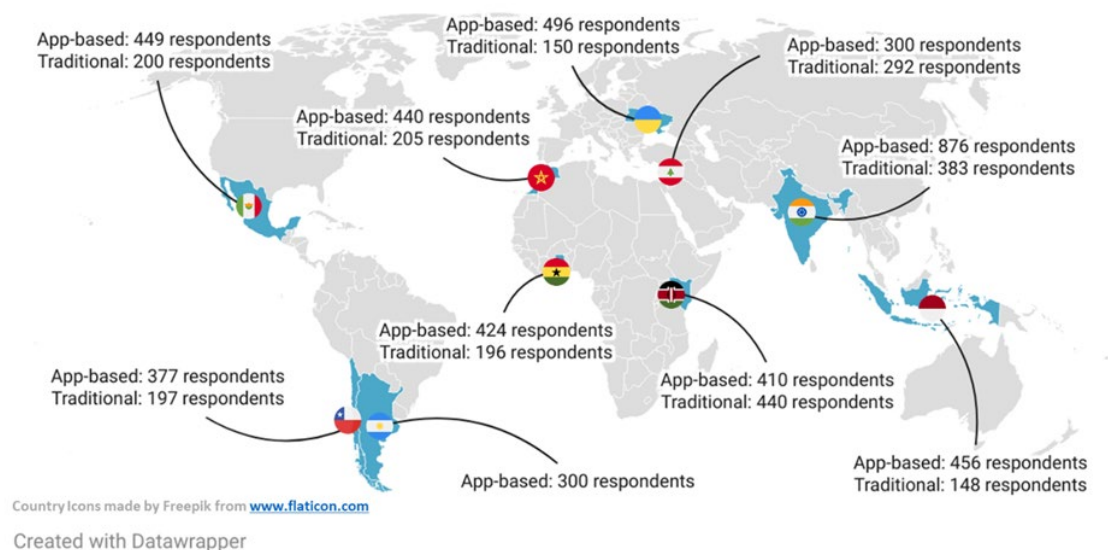 App-based: 449 respondents
Traditional: 200 respondents
App-based: 496 respondents
Traditional: 150 respondents
App-based: 300 respondents
Traditional: 292 respondents
App-based: 440 respondents
Traditional: 205 respondents
App-based: 876 respondents
Traditional: 383 respondents
App-based: 424 respondents
Traditional: 196 respondents
App-based: 377 respondents
Traditional: 197 respondents
App-based: 410 respondents
Traditional: 440 respondents
App-based: 300 respondents
App-based: 456 respondents
Traditional: 148 respondents
Country Icons made by Freepik from www.flaticon.com
Created with Datawrapper